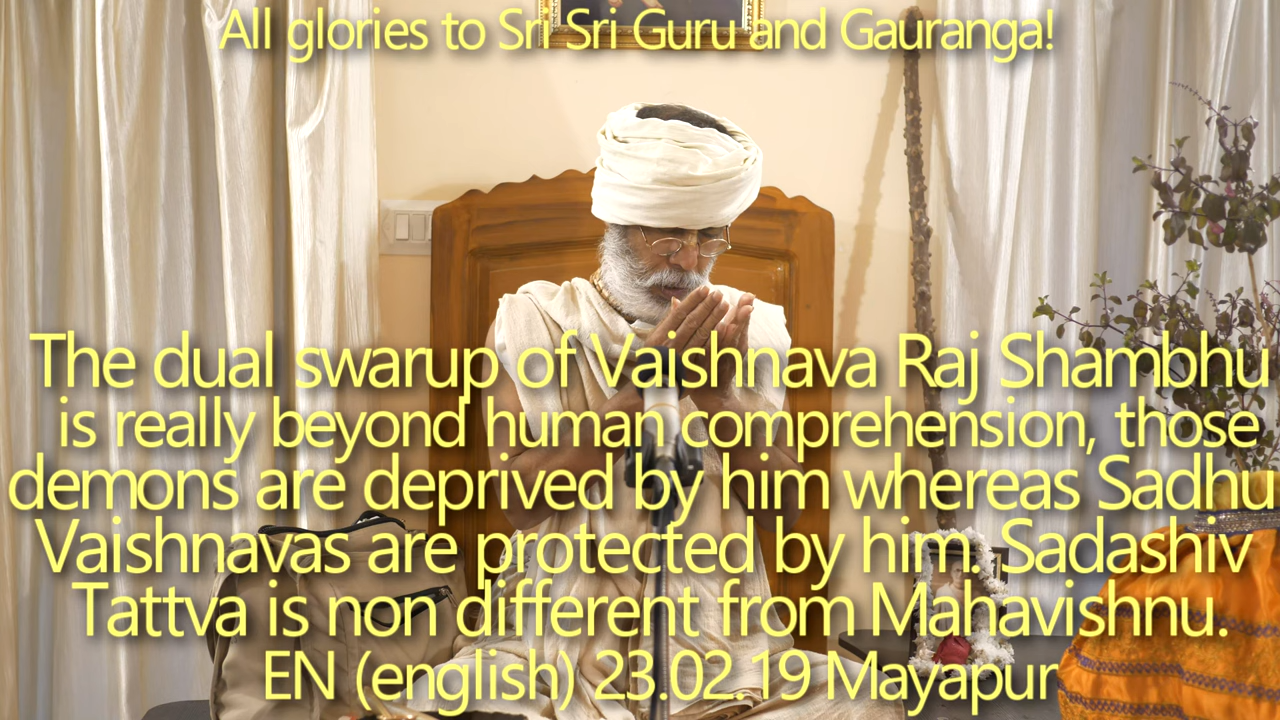 All glories to Sri Sri Guru and Gauranga!
The dual swarup of Vaishnava Raj Shambhu
is really beyond human comprehension, those
demons are deprived by him whereas Sadhu
Vaishnavas are protected by him. Sadashiv
Tattva is non different from Mahavishnu.
EN (english) 23.02.19 Mayapur